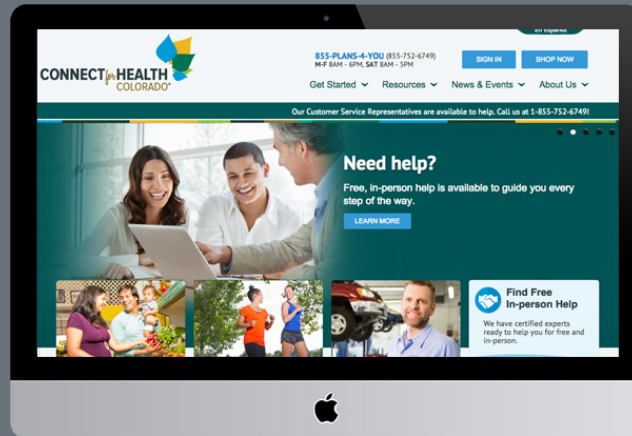 en Español
855-PLANS-4-YOU (855-752-6749)
M-F 8AM - 6PM, SAT 8AM - 5PM
SIGN IN
SHOP NOW
CONNECT for HEALTH
COLORADO®
Get Started
Resources
News & Events
About Us
Our Customer Service Representatives are available to help. Call us at 1-855-752-6749!
Need help?
Free, in-person help is available to guide you every
step of the way.
LEARN MORE
Find Free
In-person Help
We have certified experts
ready to help you for free and
in-person.